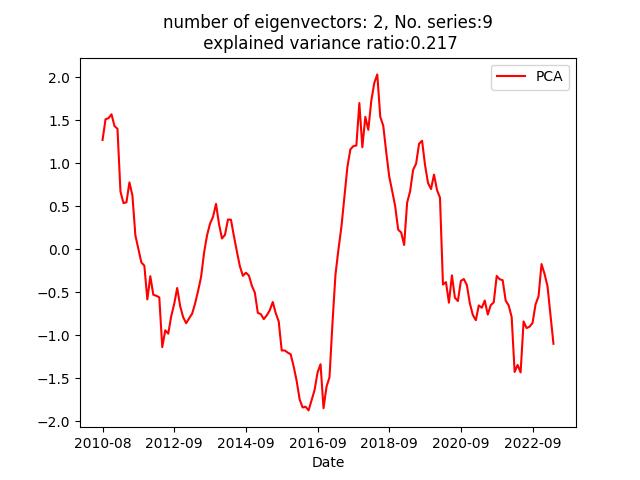 number of eigenvectors: 2, No. series:9
explained variance ratio:0.217
PCA
2.0
1.5
1.0
0.5
0.0
−0.5
−1.0
−1.5
−2.0
2010-08 2012-09 2014-09 2016-09 2018-09 2020-09 2022-09
Date